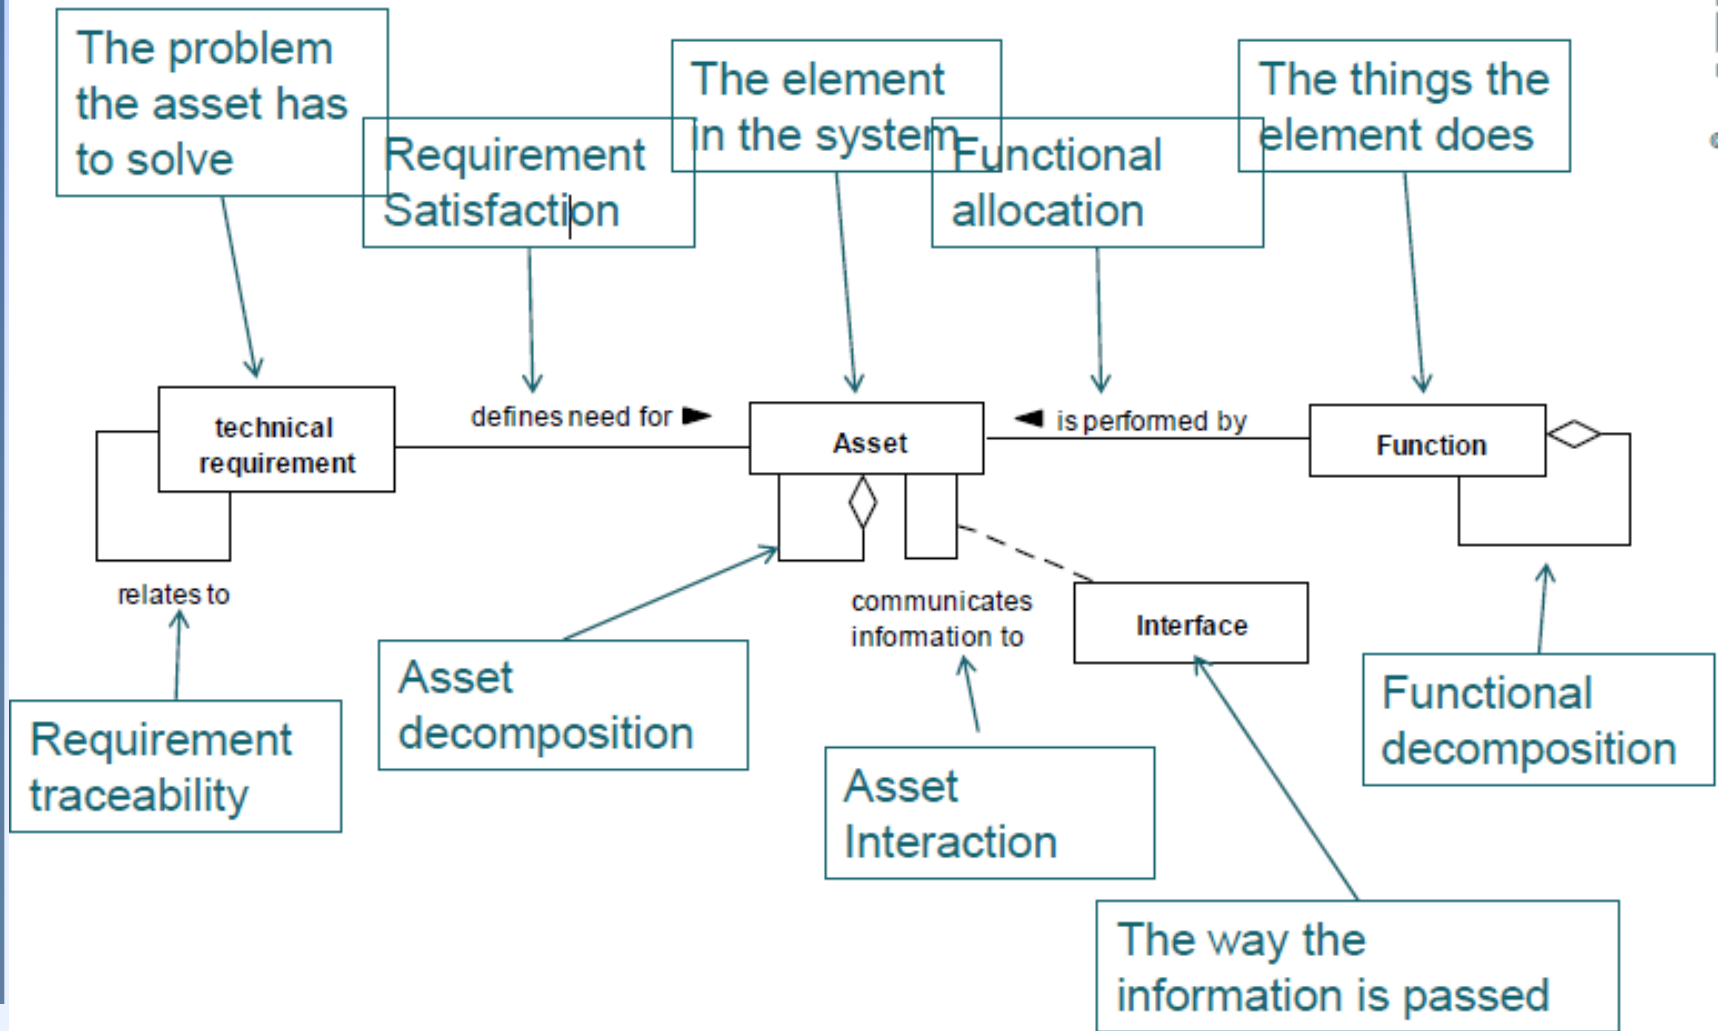 The problem
the asset has
to solve
Requirement
Satisfaction
The element
in the system
Functional
allocation
The things the
element does
technical
requirement
defines need for
Asset
is performed by
Function
relates to
communicates
information to
Interface
Requirement
traceability
Asset
decomposition
Asset
Interaction
Functional
decomposition
The way the
information is passed